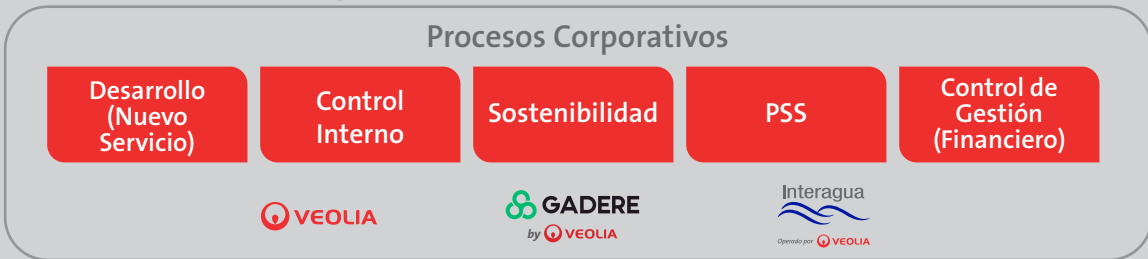 Procesos Corporativos
Desarrollo
(Nuevo
Servicio)
Control
Interno
Sostenibilidad
PSS
Control de
Gestión
(Financiero)
VEOLIA
GADERE
by VEOLIA
Interagua
Operado por VEOLIA